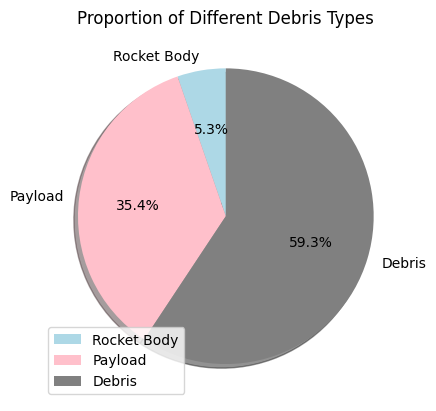 Proportion of Different Debris Types
Rocket Body
5.3%
Payload
35.4%
59.3%
Debris
Rocket Body
Payload
Debris